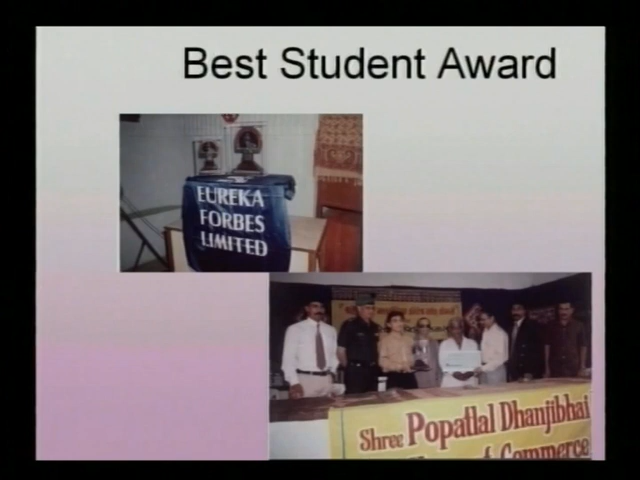 Best Student Award
EUREKA
FORBES
LIMITED
Shree Popatlal Dhanjibhai
Commerce